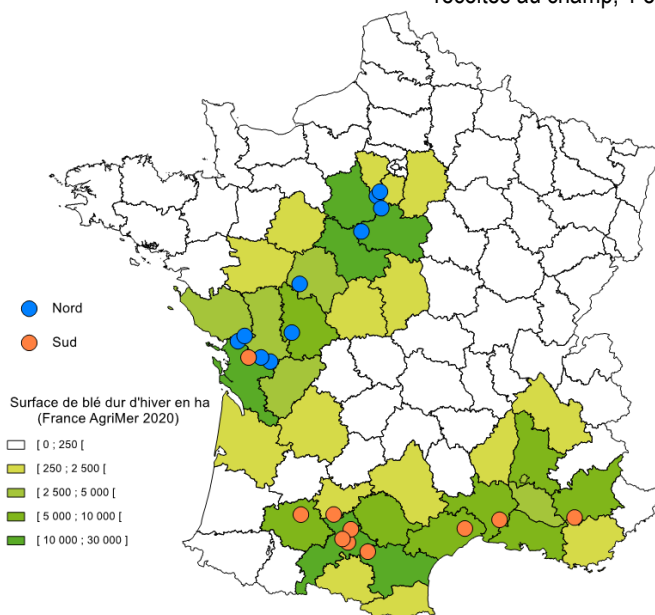 Nord
Sud
Surface de blé dur d'hiver en ha
(France AgriMer 2020)
[ 0 ; 250 [
[ 250 ; 2 500 [
[ 2 500 ; 5 000 [
[ 5 000 ; 10 000 [
[ 10 000 ; 30 000 ]